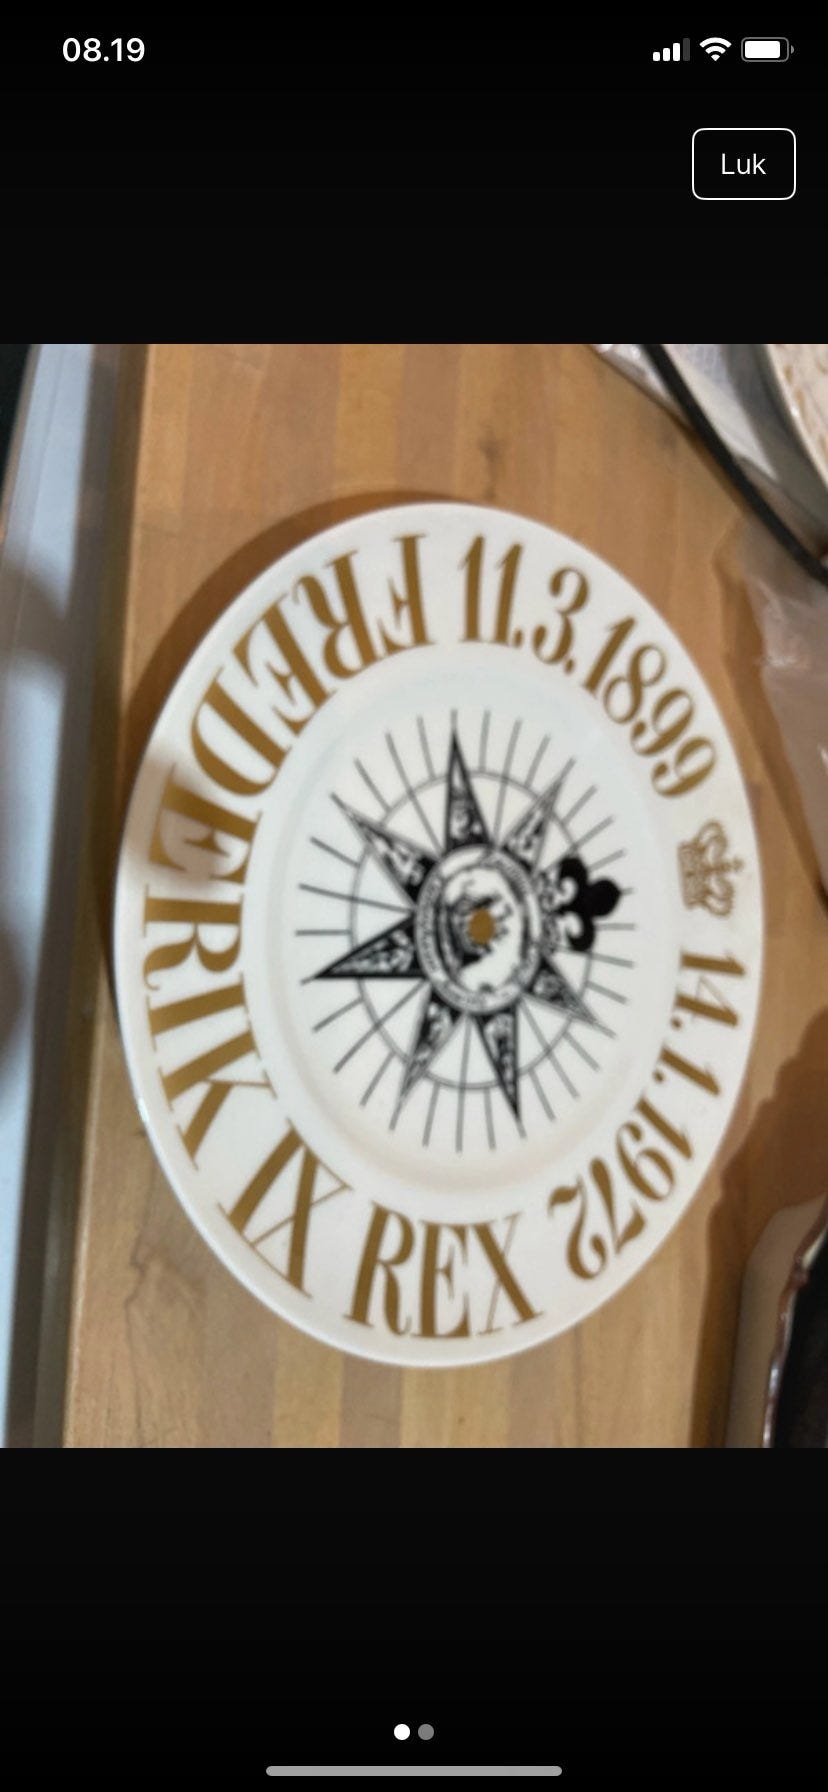 08.19
Luk
11.3.1899
14.1.1972
FREDERIK IX REX